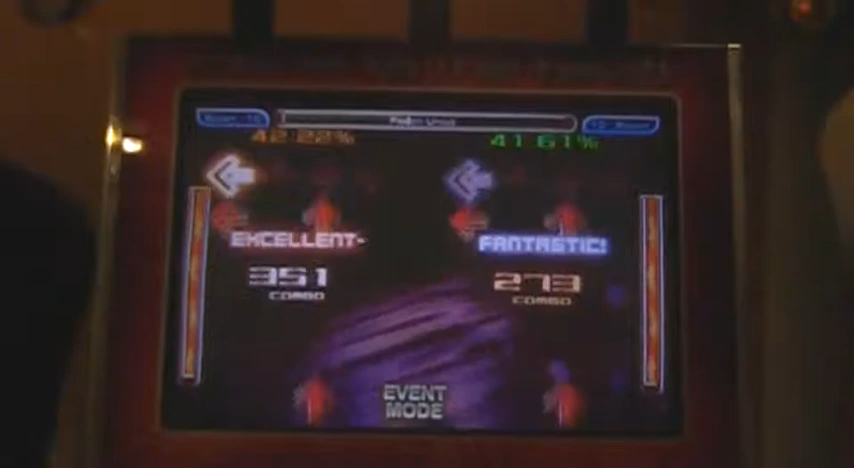 42.22%
41.61%
EXCELLENT-
FANTASTIC!
351
COMBO
273
COMBO
EVENT
MODE